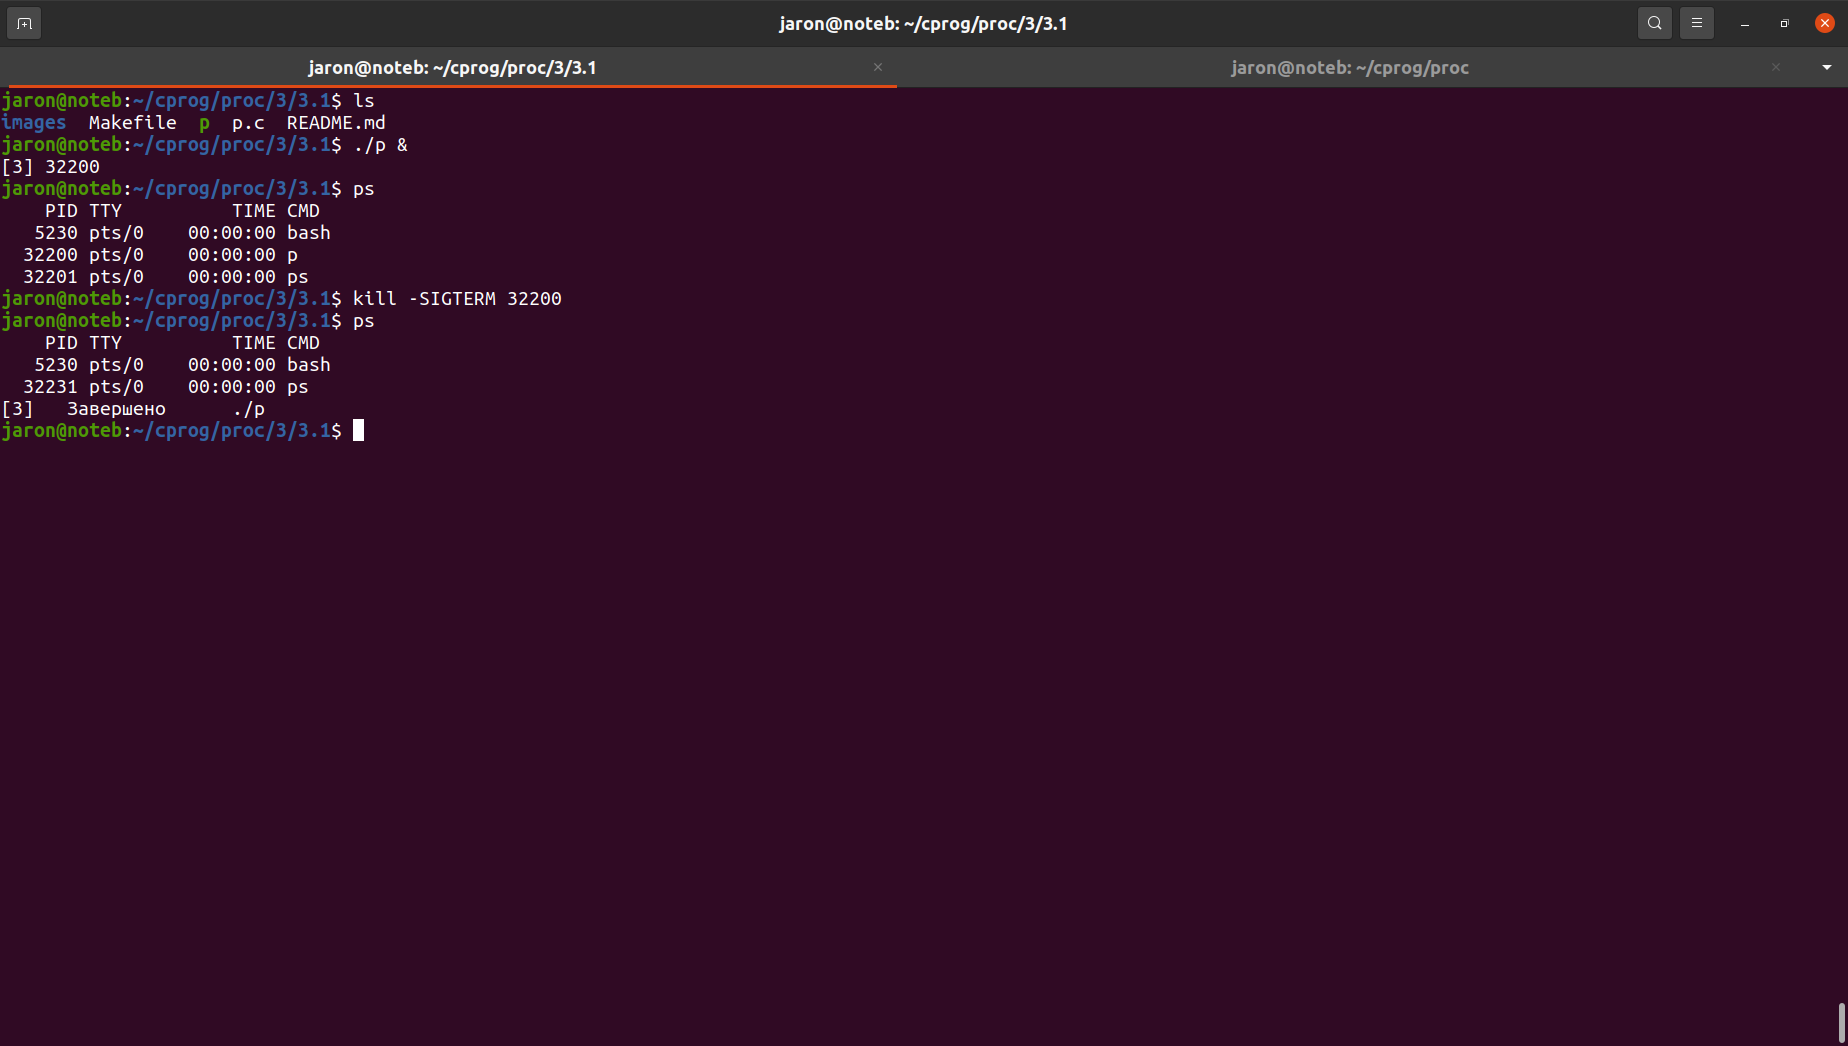 jaron@noteb: ~/cprog/proc/3/3.1
jaron@noteb: ~/cprog/proc/3/3.1
jaron@noteb: ~/cprog/proc
jaron@noteb:~/cprog/proc/3/3.1$ ls
images  Makefile  p  p.c  README.md
jaron@noteb:~/cprog/proc/3/3.1$ ./p &
[3] 32200
jaron@noteb:~/cprog/proc/3/3.1$ ps
    PID TTY          TIME CMD
   5230 pts/0    00:00:00 bash
  32200 pts/0    00:00:00 p
  32201 pts/0    00:00:00 ps
jaron@noteb:~/cprog/proc/3/3.1$ kill -SIGTERM 32200
jaron@noteb:~/cprog/proc/3/3.1$ ps
    PID TTY          TIME CMD
   5230 pts/0    00:00:00 bash
  32231 pts/0    00:00:00 ps
[3]   Завершено      ./p
jaron@noteb:~/cprog/proc/3/3.1$